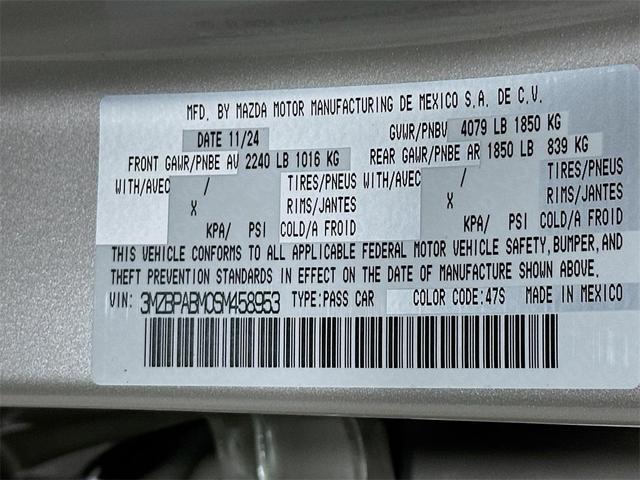 MFD. BY MAZDA MOTOR MANUFACTURING DE MEXICO S.A. DE C.V.
DATE 11/24 GVWR/PNBV 4079 LB 1850 KG
FRONT GAWR/PNBE AV 2240 LB 1016 KG REAR GAWR/PNBE AR 1850 LB 839 KG
WITH/AVEC / TIRES/PNEUS WITH/AVEC / TIRES/PNEUS
X RIMS/JANTES X RIMS/JANTES
KPA/ PSI COLD/A FROID KPA/ PSI COLD/A FROID
THIS VEHICLE CONFORMS TO ALL APPLICABLE FEDERAL MOTOR VEHICLE SAFETY, BUMPER, AND
THEFT PREVENTION STANDARDS IN EFFECT ON THE DATE OF MANUFACTURE SHOWN ABOVE.
VIN: 3MZBPABM0SM458953 TYPE: PASS CAR COLOR CODE: 47S MADE IN MEXICO